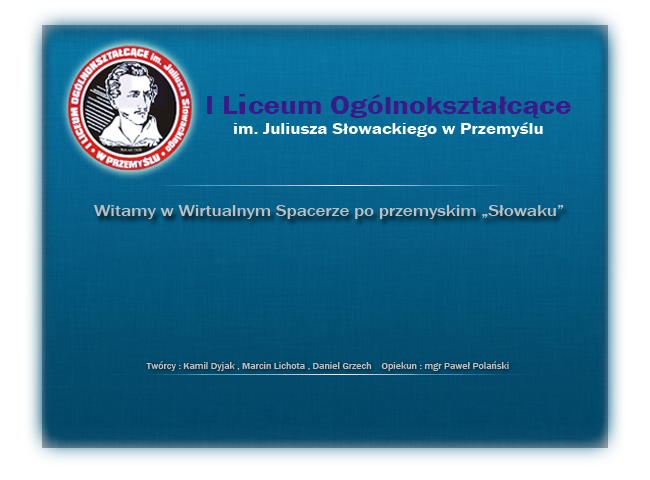 I LICEUM OGÓLNOKSZTAŁCĄCE im. Juliusza Słowackiego
• W PRZEMYŚLU •
I Liceum Ogólnokształcące
im. Juliusza Słowackiego w Przemyślu
Witamy w Wirtualnym Spacerze po przemyskim „Słowaku”
Twórcy : Kamil Dyjak , Marcin Lichota , Daniel Grzech Opiekun : mgr Paweł Polański